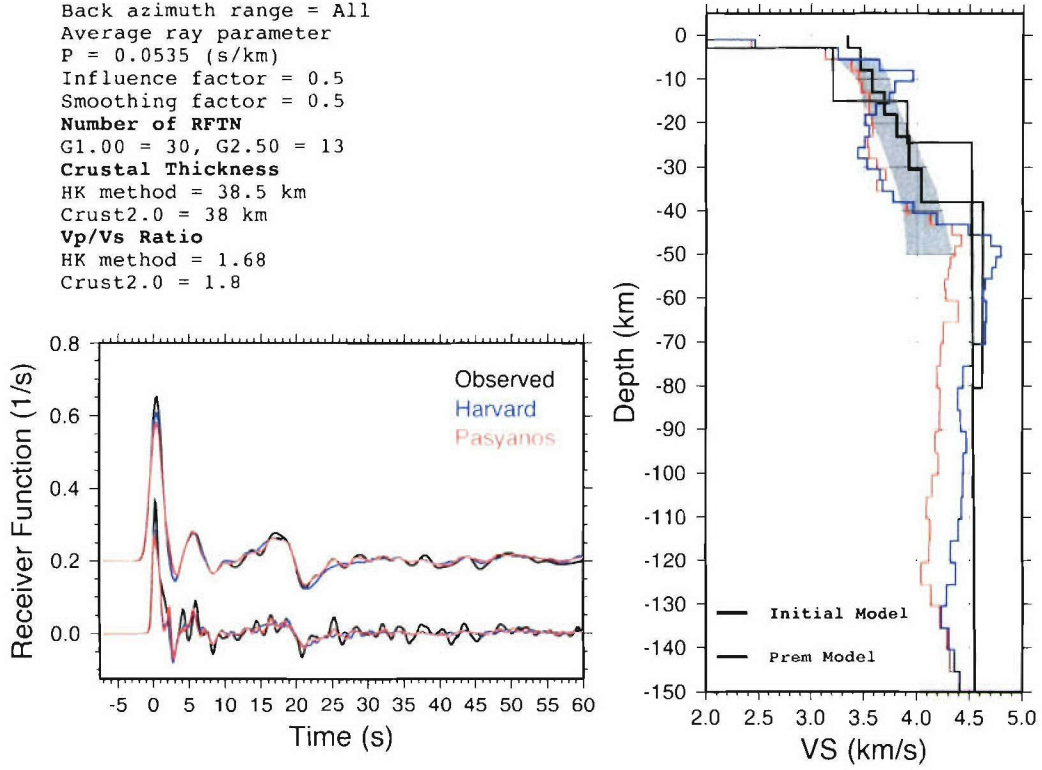 Back azimuth range = All
Average ray parameter
P = 0.0535 (s/km)
Influence factor = 0.5
Smoothing factor = 0.5
Number of RFTN
G1.00 = 30, G2.50 = 13
Crustal Thickness
HK method = 38.5 km
Crust2.0 = 38 km
Vp/Vs Ratio
HK method = 1.68
Crust2.0 = 1.8
Receiver Function (1/s)
0.8
0.6
0.4
0.2
0.0
Observed
Harvard
Pasyanos
-5 0 5 10 15 20 25 30 35 40 45 50 55 60
Time (s)
Depth (km)
0
-10
-20
-30
-40
-50
-60
-70
-80
-90
-100
-110
-120
-130
-140
-150
Initial Model
Prem Model
2.0 2.5 3.0 3.5 4.0 4.5 5.0
VS (km/s)